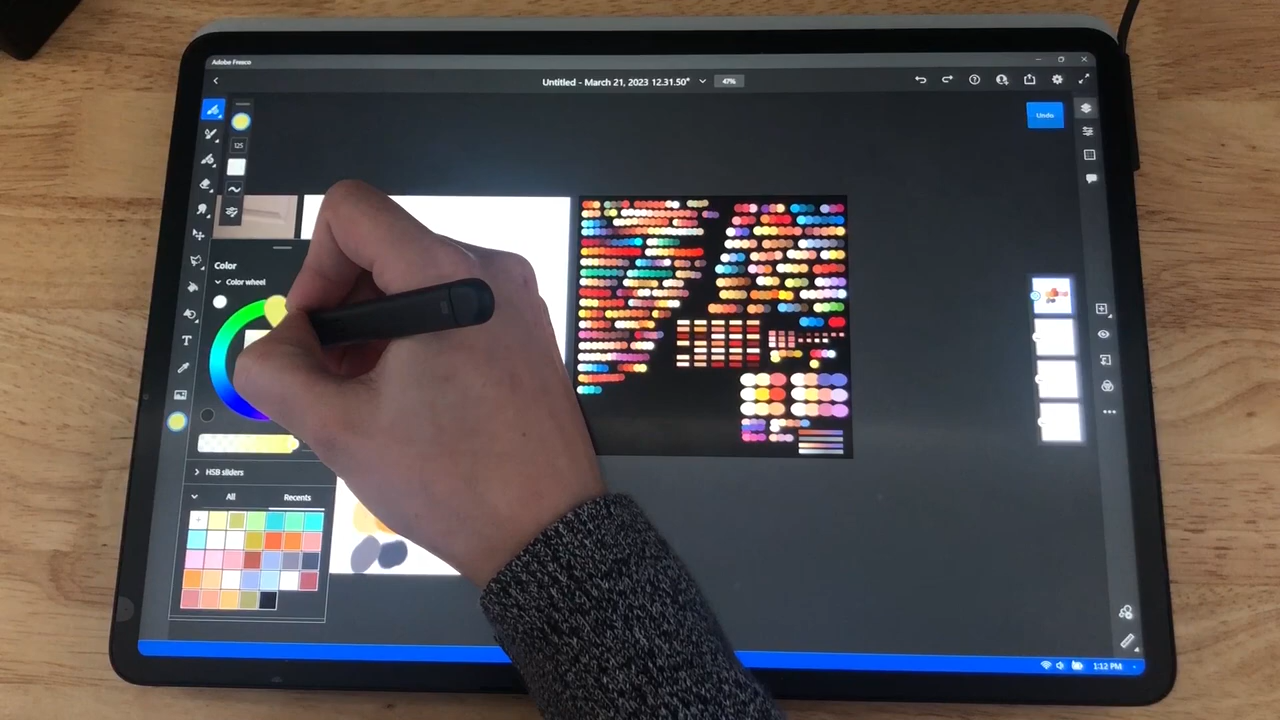 Adobe Fresco
Untitled - March 21, 2023 12.31.50*
47%
125
Undo
Color
Color wheel
HSB sliders
All
Recents
1:12 PM